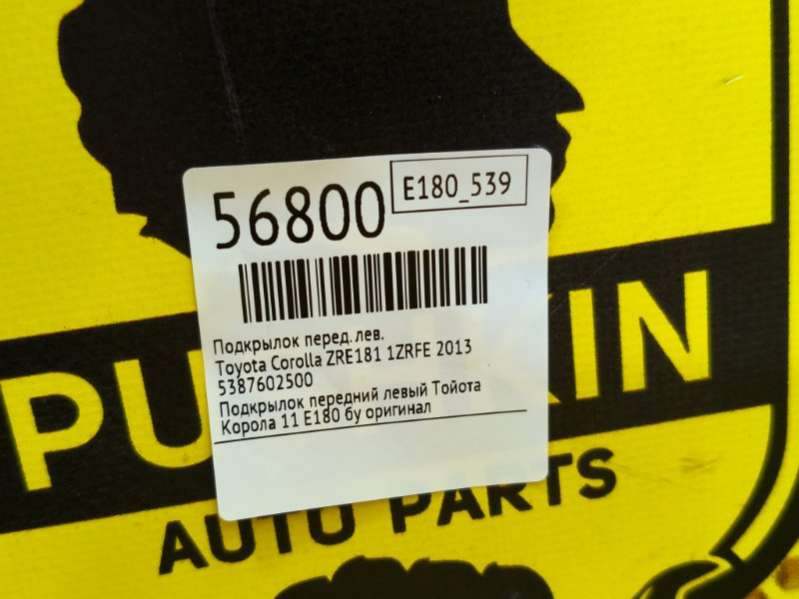 56800
E180_539
Подкрылок перед. лев.
Toyota Corolla ZRE181 1ZRFE 2013
5387602500
Подкрылок передний левый Тойота
Корола 11 Е180 бу оригинал
AUTO PARTS